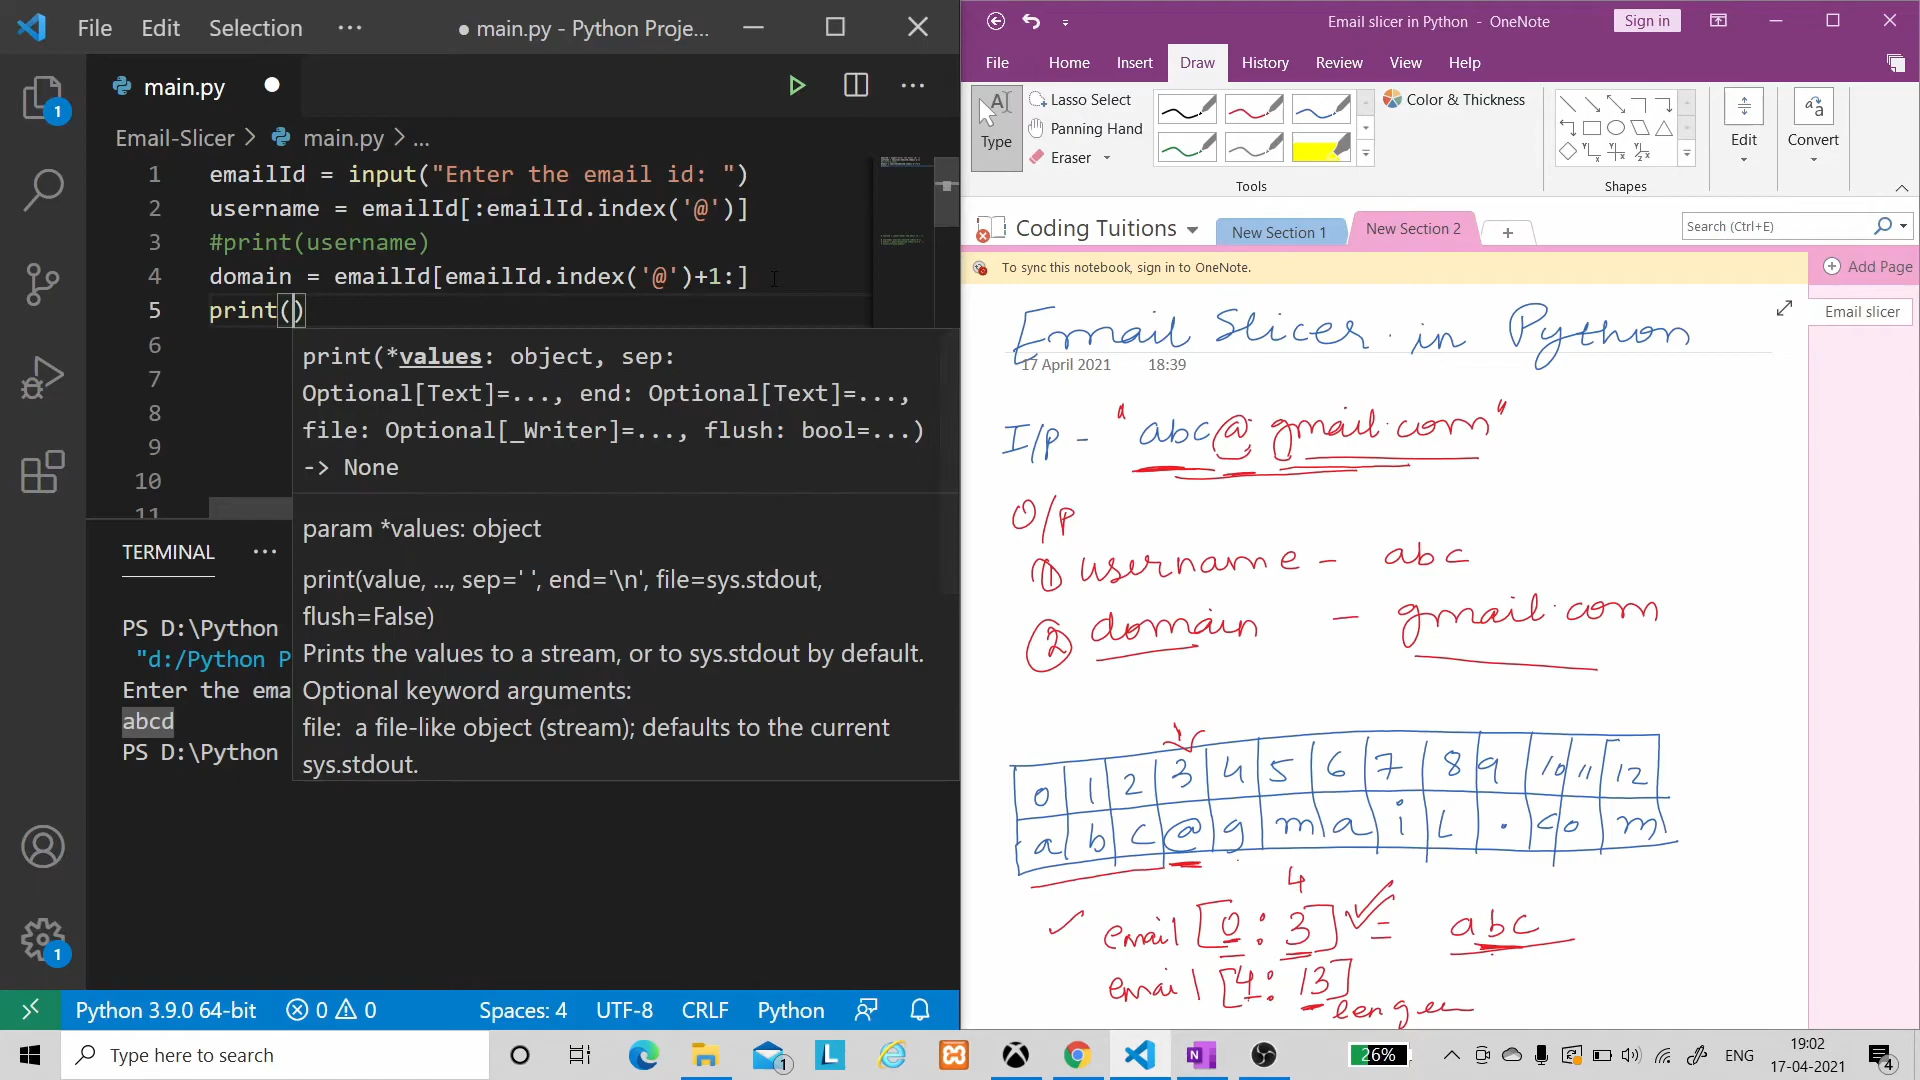 File Edit Selection ··· ● main.py - Python Proje...
main.py
Email-Slicer > main.py > ...
1 emailId = input("Enter the email id: ")
2 username = emailId[:emailId.index('@')]
3 #print(username)
4 domain = emailId[emailId.index('@')+1:]
5 print()
6
7
8
9
10
11
print(*values: object, sep:
Optional[Text]=..., end: Optional[Text]=...,
file: Optional[_Writer]=..., flush: bool=...)
-> None
param *values: object
print(value, ..., sep=' ', end='\n', file=sys.stdout,
flush=False)
Prints the values to a stream, or to sys.stdout by default.
Optional keyword arguments:
file: a file-like object (stream); defaults to the current
sys.stdout.
TERMINAL ···
PS D:\Python
"d:/Python P
Enter the ema
abcd
PS D:\Python
1
1
Python 3.9.0 64-bit 0 0 Spaces: 4 UTF-8 CRLF Python
Email slicer in Python - OneNote Sign in
File Home Insert Draw History Review View Help
Type
Lasso Select
Panning Hand
Eraser
Color & Thickness
Edit
Convert
Tools
Shapes
Coding Tuitions New Section 1 New Section 2 + Search (Ctrl+E)
To sync this notebook, sign in to OneNote.
Add Page
Email slicer
Email Slicer in Python
17 April 2021 18:39
I/p - "abc@gmail.com"
O/p
① username - abc
② domain - gmail.com
0 1 2 3 4 5 6 7 8 9 10 11 12
a b c @ g m a i l . c o m
4
email [0 : 3] = abc
email [4 : 13]
Type here to search
1
26%
ENG
19:02
17-04-2021
4